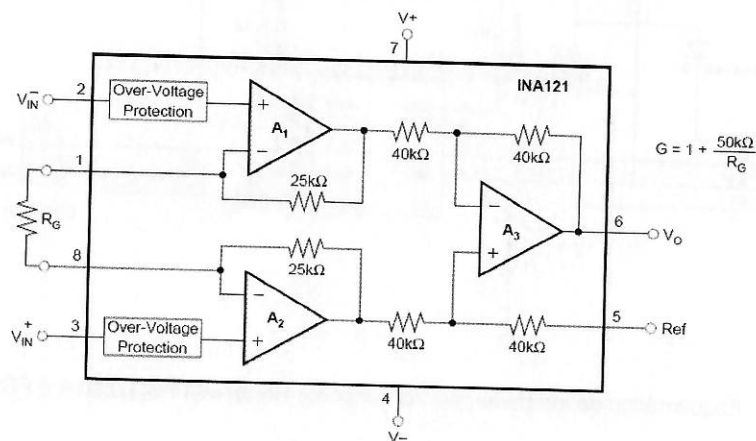 V+
7
INA121
2
V⁻IN
Over-Voltage
Protection
+
A1
−
40kΩ
40kΩ
G = 1 + 50kΩ
RG
1
25kΩ
RG
−
A3
+
6
VO
8
25kΩ
−
A2
+
5
Ref
3
V⁺IN
Over-Voltage
Protection
40kΩ
40kΩ
4
V−